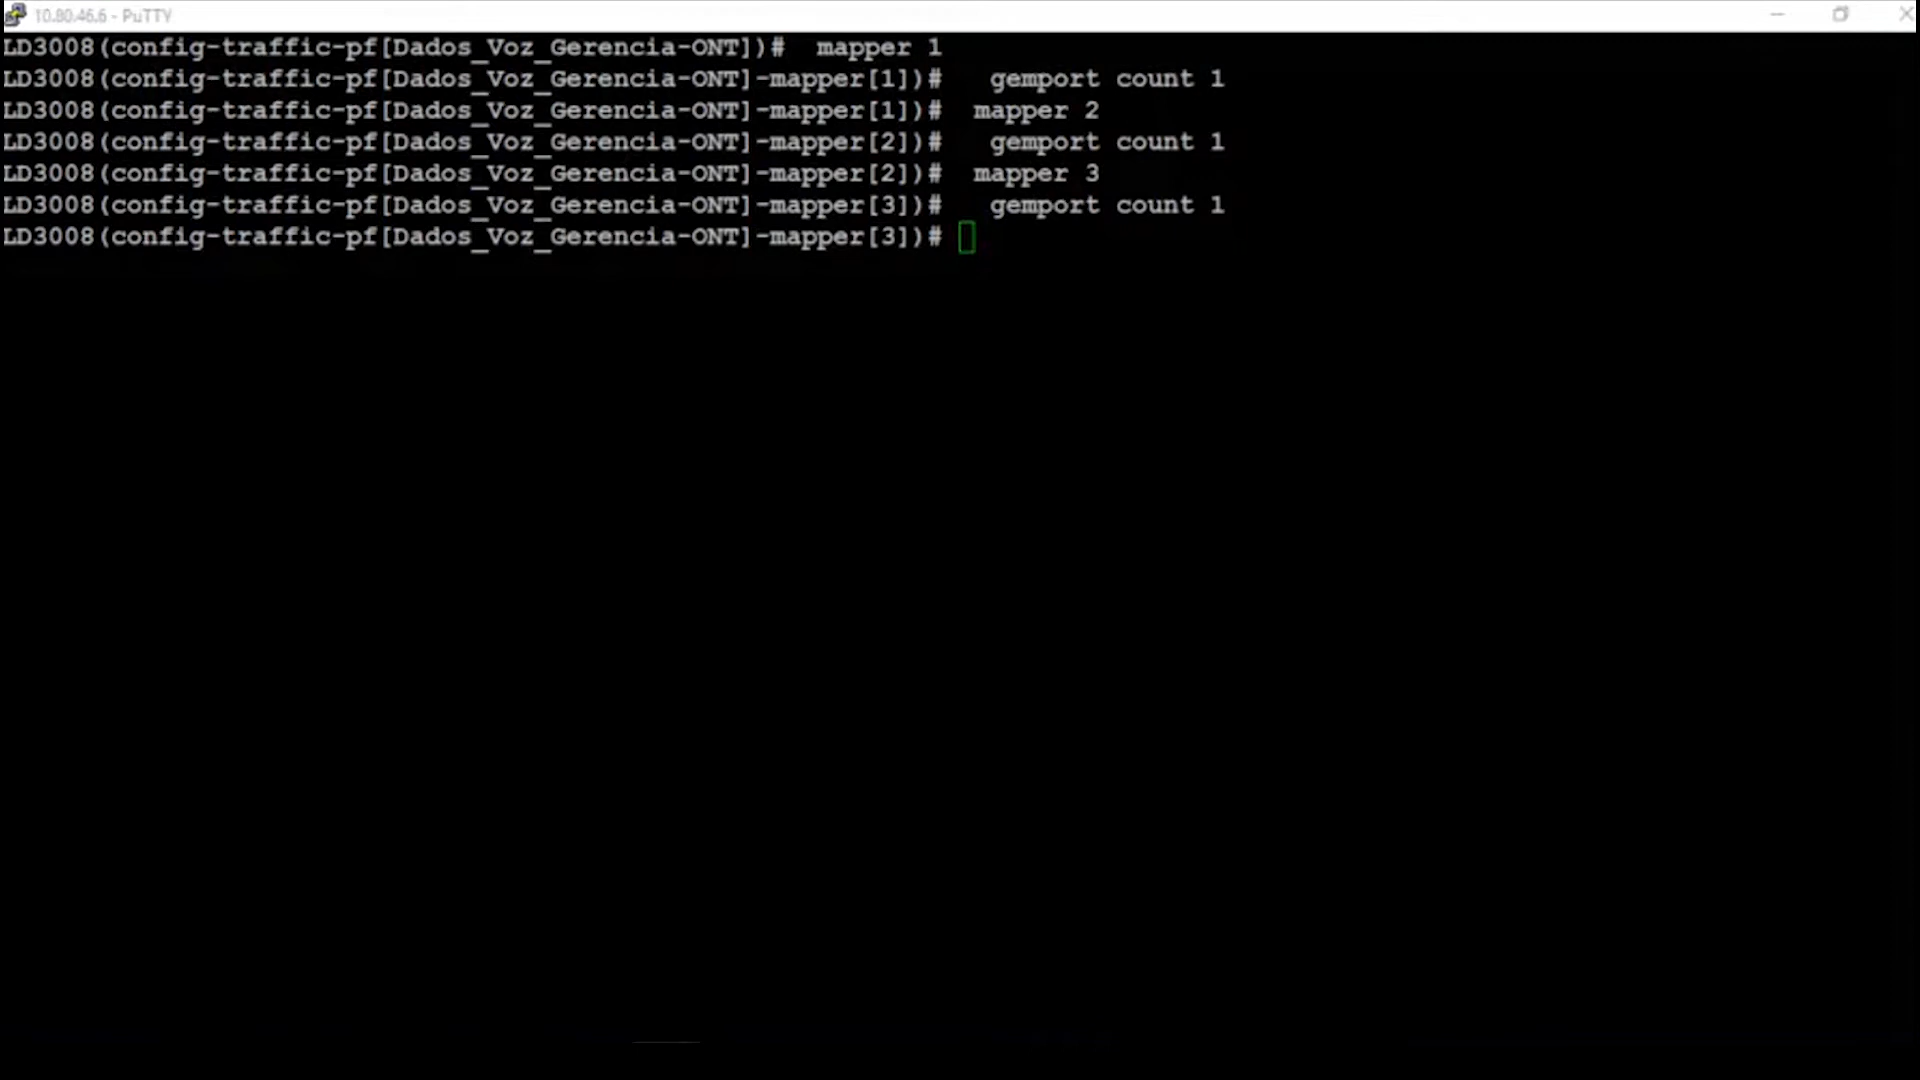 10.80.46.6 - PuTTY
LD3008(config-traffic-pf[Dados_Voz_Gerencia-ONT])#  mapper 1
LD3008(config-traffic-pf[Dados_Voz_Gerencia-ONT]-mapper[1])#   gemport count 1
LD3008(config-traffic-pf[Dados_Voz_Gerencia-ONT]-mapper[1])#  mapper 2
LD3008(config-traffic-pf[Dados_Voz_Gerencia-ONT]-mapper[2])#   gemport count 1
LD3008(config-traffic-pf[Dados_Voz_Gerencia-ONT]-mapper[2])#  mapper 3
LD3008(config-traffic-pf[Dados_Voz_Gerencia-ONT]-mapper[3])#   gemport count 1
LD3008(config-traffic-pf[Dados_Voz_Gerencia-ONT]-mapper[3])#